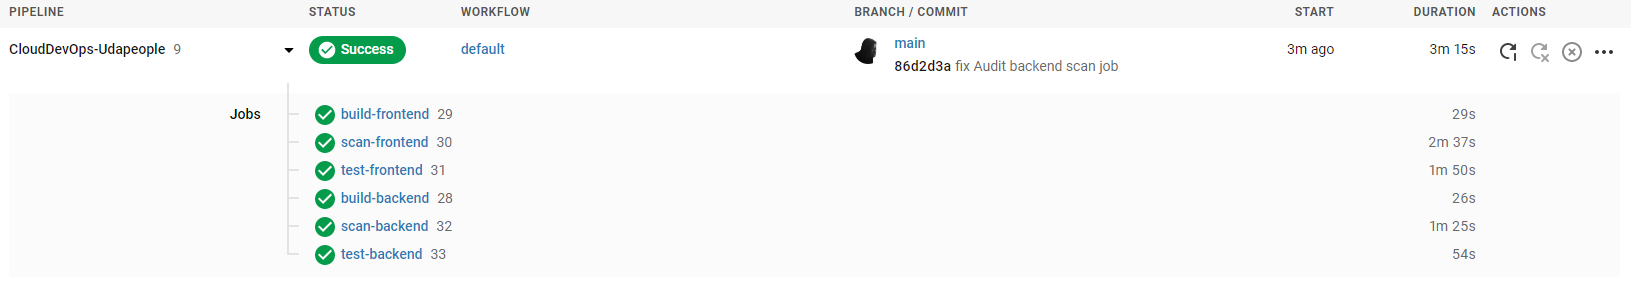 PIPELINE STATUS WORKFLOW BRANCH / COMMIT START DURATION ACTIONS
CloudDevOps-Udapeople 9 Success default main 3m ago 3m 15s
86d2d3a fix Audit backend scan job
Jobs build-frontend 29 29s
scan-frontend 30 2m 37s
test-frontend 31 1m 50s
build-backend 28 26s
scan-backend 32 1m 25s
test-backend 33 54s